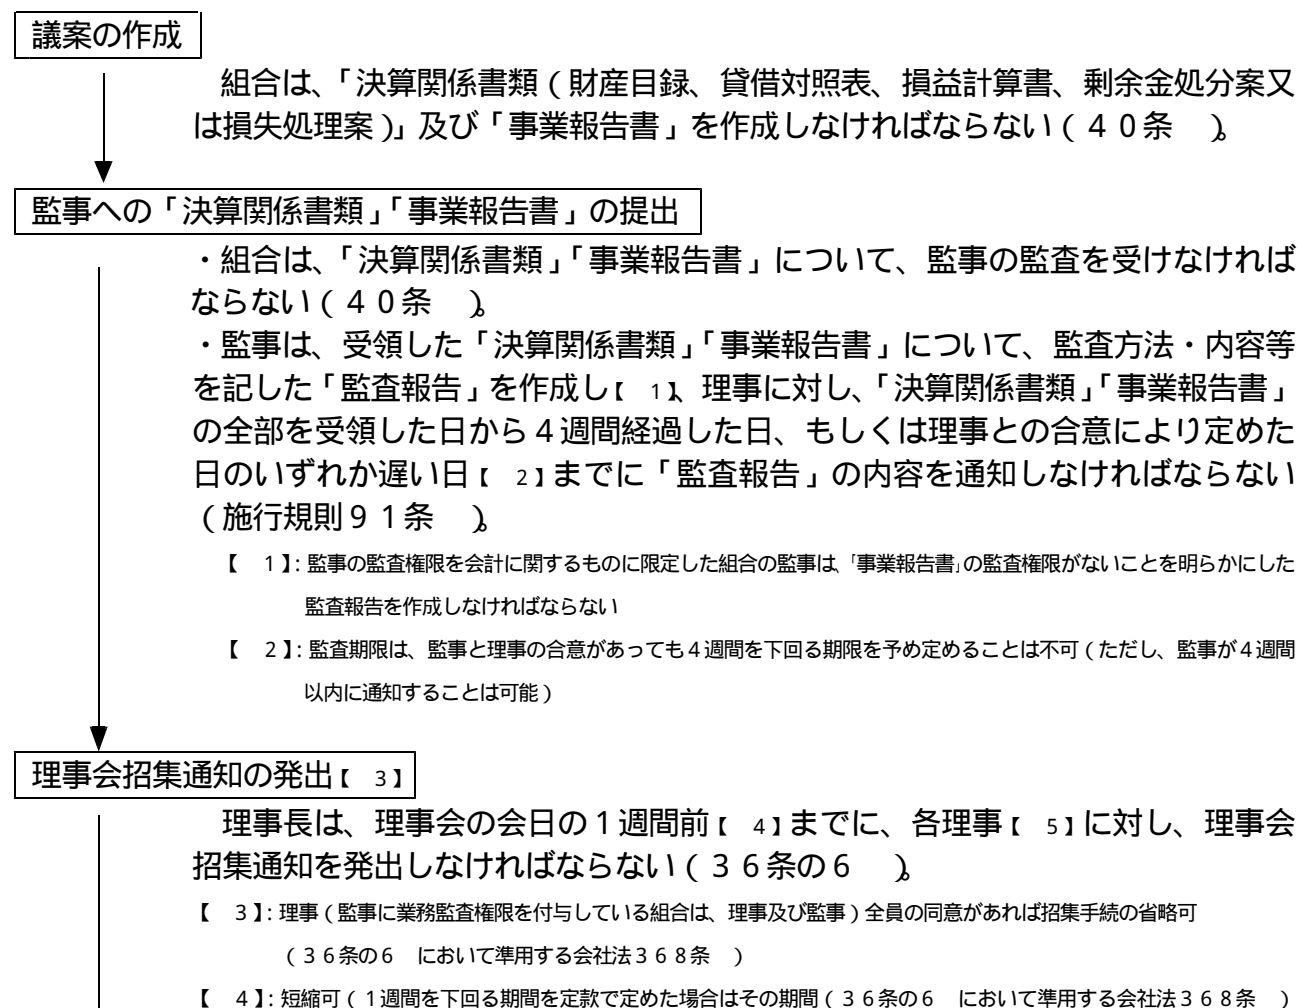 議案の作成
組合は、「決算関係書類(財産目録、貸借対照表、損益計算書、剰余金処分案又
は損失処理案)」及び「事業報告書」を作成しなければならない(40条 )。
監事への「決算関係書類」「事業報告書」の提出
・組合は、「決算関係書類」「事業報告書」について、監事の監査を受けなければ
ならない(40条 )。
・監事は、受領した「決算関係書類」「事業報告書」について、監査方法・内容等
を記した「監査報告」を作成し【 1】、理事に対し、「決算関係書類」「事業報告書」
の全部を受領した日から4週間経過した日、もしくは理事との合意により定めた
日のいずれか遅い日【 2】までに「監査報告」の内容を通知しなければならない
(施行規則91条 )。
【 1】:監事の監査権限を会計に関するものに限定した組合の監事は、「事業報告書」の監査権限がないことを明らかにした
監査報告を作成しなければならない
【 2】:監査期限は、監事と理事の合意があっても4週間を下回る期限を予め定めることは不可(ただし、監事が4週間
以内に通知することは可能)
理事会招集通知の発出【 3】
理事長は、理事会の会日の1週間前【 4】までに、各理事【 5】に対し、理事会
招集通知を発出しなければならない(36条の6 )。
【 3】:理事(監事に業務監査権限を付与している組合は、理事及び監事)全員の同意があれば招集手続の省略可
(36条の6 において準用する会社法368条 )
【 4】:短縮可(1週間を下回る期間を定款で定めた場合はその期間(36条の6 において準用する会社法368条 )